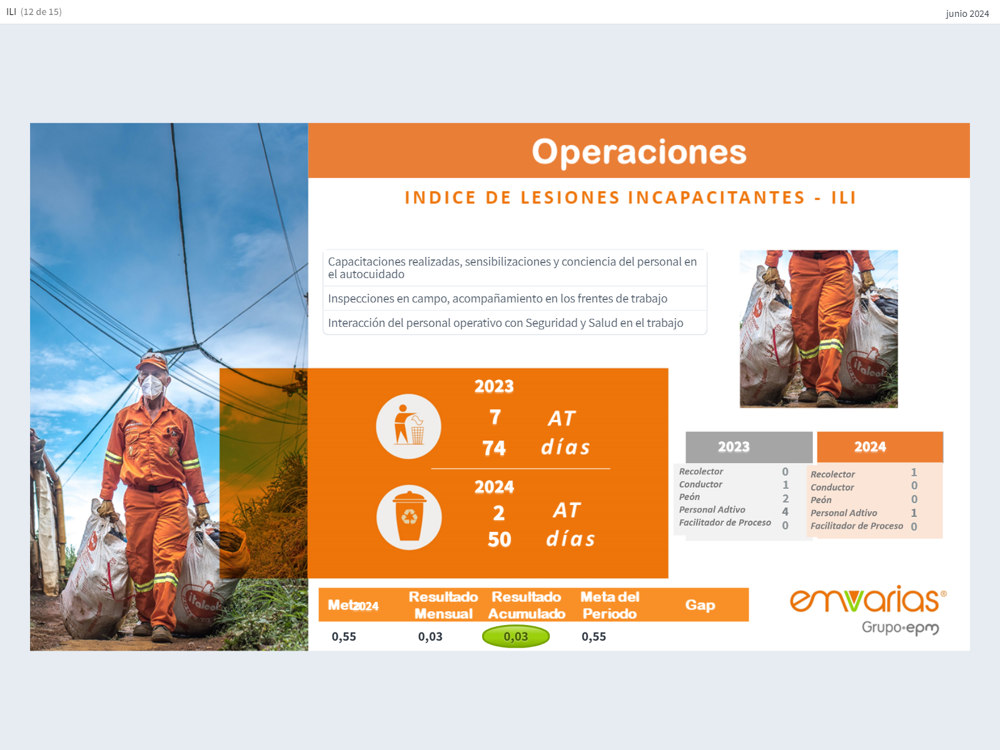 ILI (12 de 15)
junio 2024
Operaciones
INDICE DE LESIONES INCAPACITANTES - ILI
Capacitaciones realizadas, sensibilizaciones y conciencia del personal en
el autocuidado
Inspecciones en campo, acompañamiento en los frentes de trabajo
Interacción del personal operativo con Seguridad y Salud en el trabajo
2023
7 AT
74 días
2024
2 AT
50 días
2023
Recolector 0
Conductor 1
Peón 2
Personal Adtivo 4
Facilitador de Proceso 0
2024
Recolector 1
Conductor 0
Peón 0
Personal Adtivo 1
Facilitador de Proceso 0
Meta 2024
Resultado
Mensual
Resultado
Acumulado
Meta del
Periodo
Gap
0,55 0,03 0,03 0,55
emvarias®
Grupo·epm
italcol
italcol